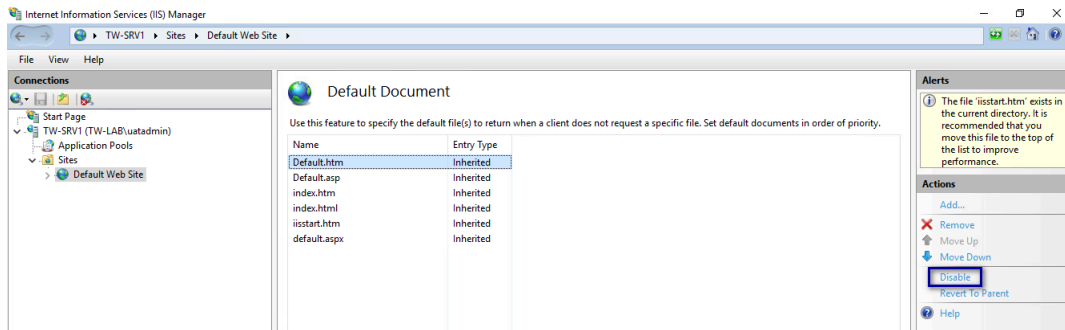 Internet Information Services (IIS) Manager
TW-SRV1 Sites Default Web Site
File View Help
Connections
Start Page
TW-SRV1 (TW-LAB\uatadmin)
Application Pools
Sites
Default Web Site
Default Document
Use this feature to specify the default file(s) to return when a client does not request a specific file. Set default documents in order of priority.
Name Entry Type
Default.htm Inherited
Default.asp Inherited
index.htm Inherited
index.html Inherited
iisstart.htm Inherited
default.aspx Inherited
Alerts
The file 'iisstart.htm' exists in
the current directory. It is
recommended that you
move this file to the top of
the list to improve
performance.
Actions
Add...
Remove
Move Up
Move Down
Disable
Revert To Parent
Help